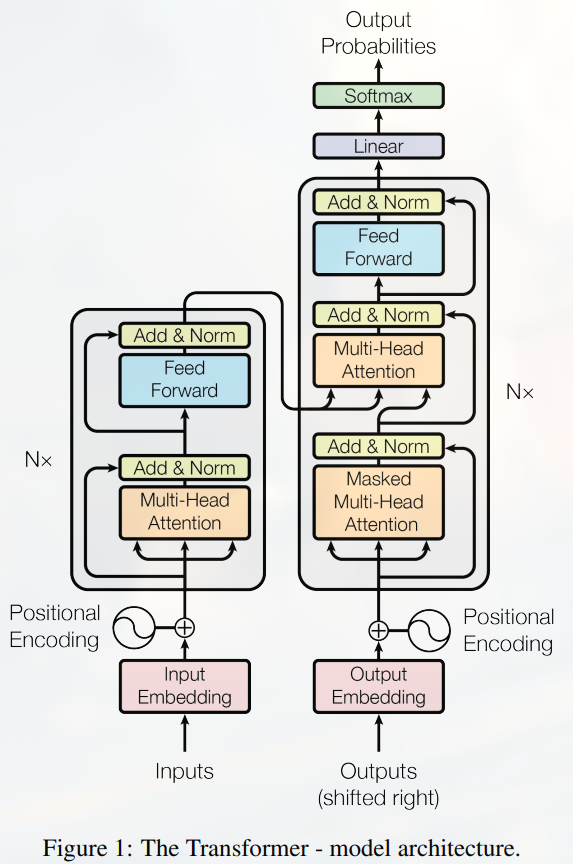 Output
Probabilities
Softmax
Linear
Add & Norm
Feed
Forward
Add & Norm
Multi-Head
Attention
Add & Norm
Masked
Multi-Head
Attention
N×
Positional
Encoding
Output
Embedding
Outputs
(shifted right)
Add & Norm
Feed
Forward
Add & Norm
Multi-Head
Attention
N×
Positional
Encoding
Input
Embedding
Inputs
Figure 1: The Transformer - model architecture.